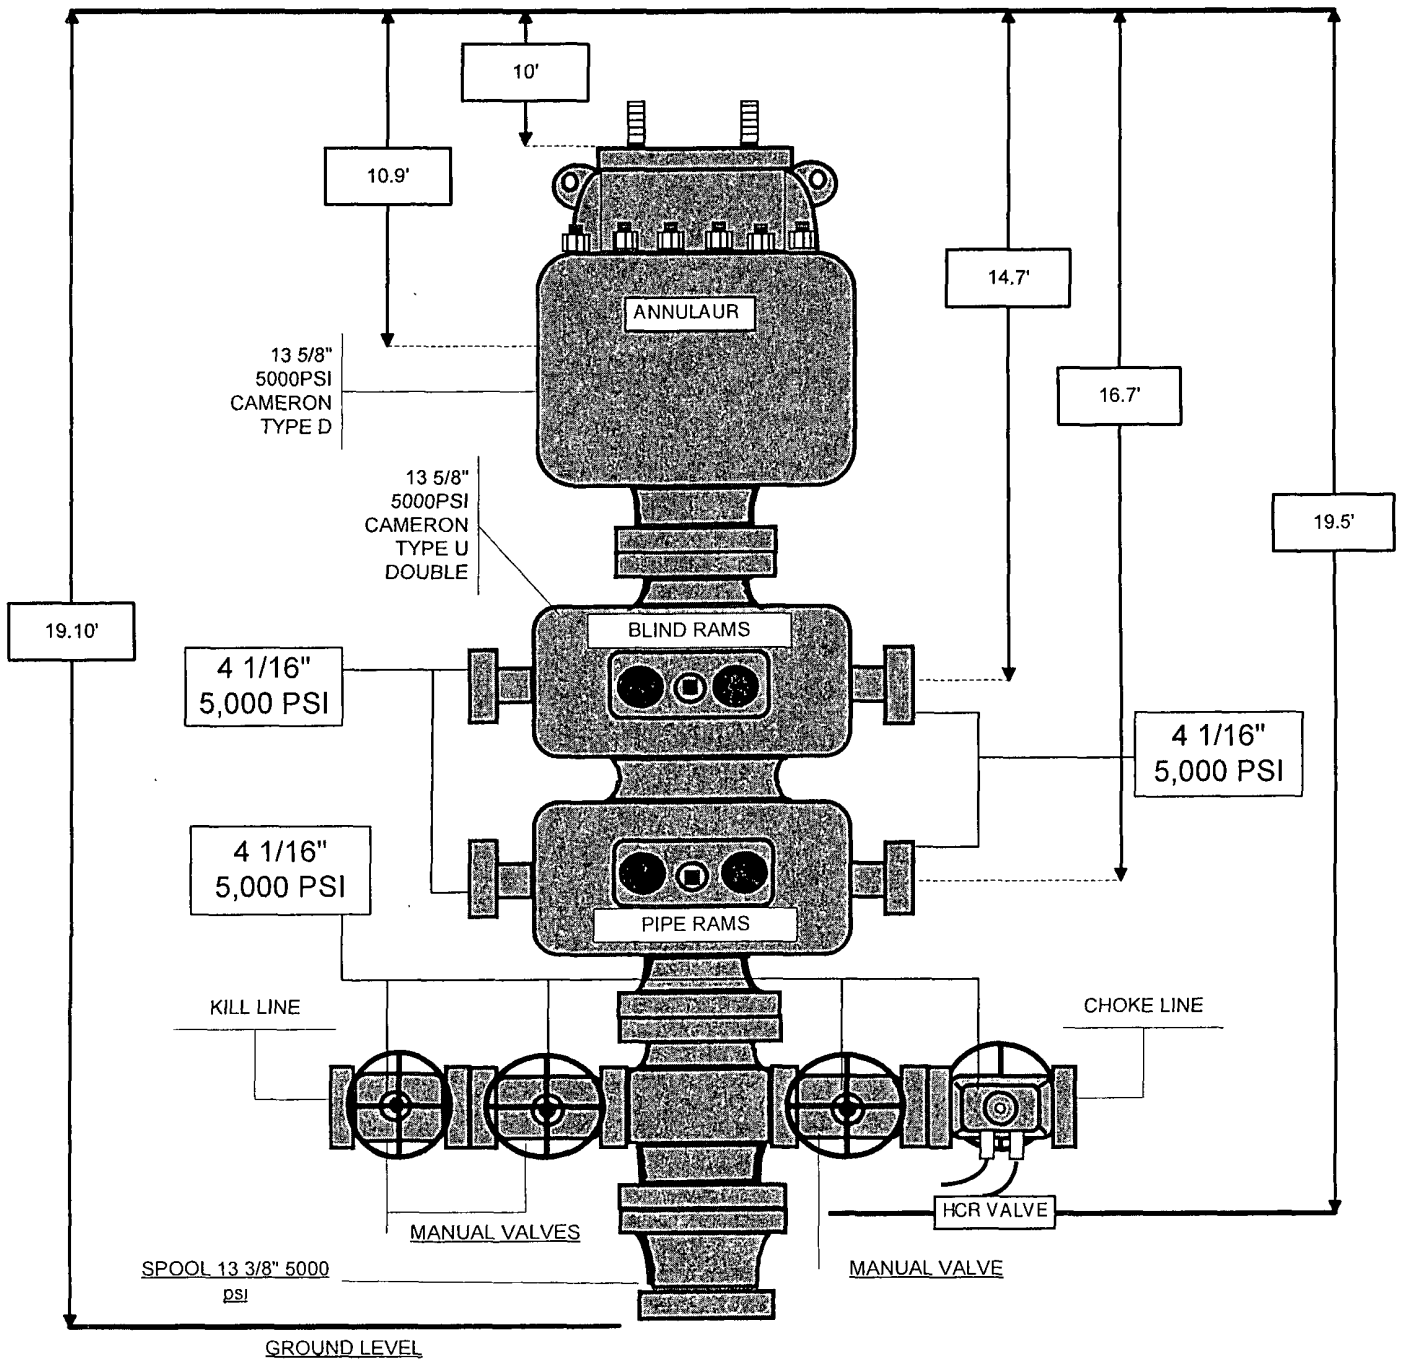 10'
10.9'
14.7'
ANNULAUR
13 5/8"
5000PSI
CAMERON
TYPE D
16.7'
13 5/8"
5000PSI
CAMERON
TYPE U
DOUBLE
19.5'
19.10'
BLIND RAMS
4 1/16"
5,000 PSI
4 1/16"
5,000 PSI
4 1/16"
5,000 PSI
PIPE RAMS
KILL LINE
CHOKE LINE
HCR VALVE
MANUAL VALVES
SPOOL 13 3/8" 5000
psi
MANUAL VALVE
GROUND LEVEL